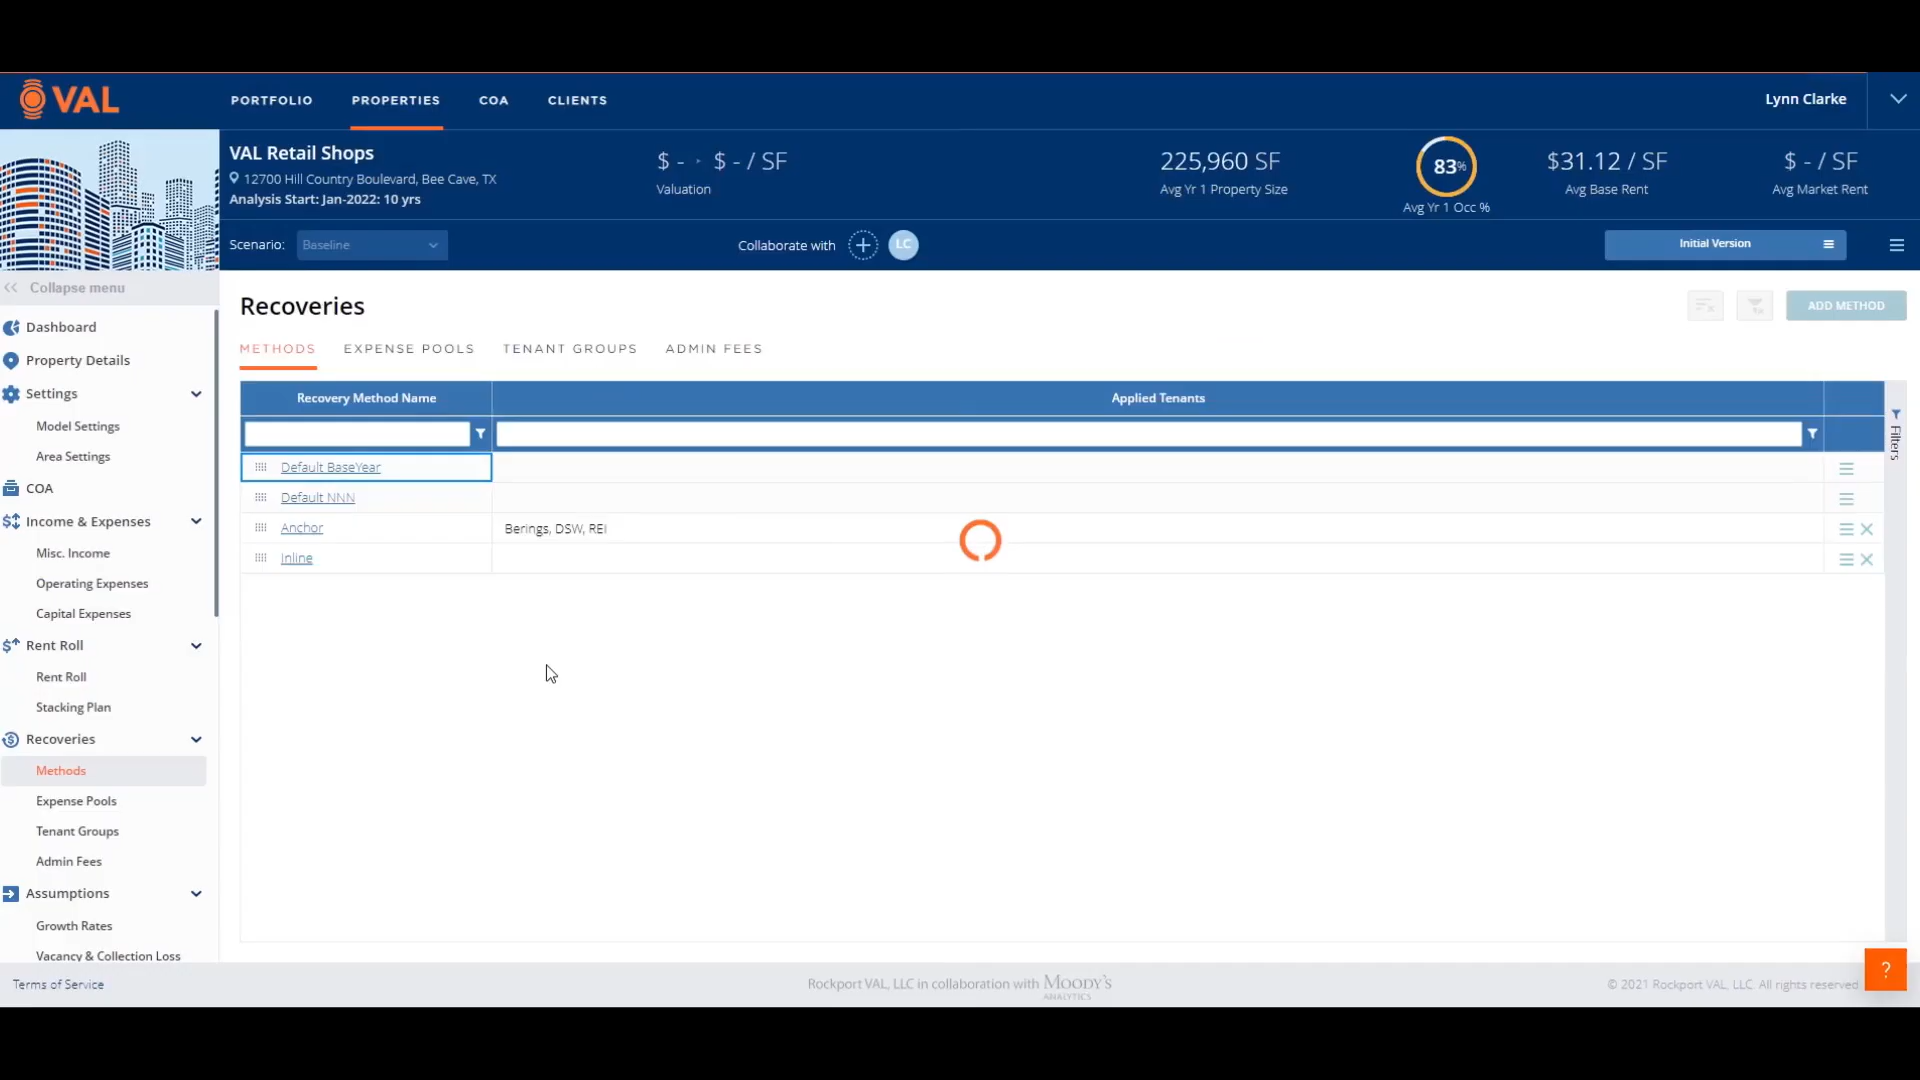 VAL
PORTFOLIO
PROPERTIES
COA
CLIENTS
Lynn Clarke
VAL Retail Shops
12700 Hill Country Boulevard, Bee Cave, TX
Analysis Start: Jan-2022: 10 yrs
$ - · $ - / SF
Valuation
225,960 SF
Avg Yr 1 Property Size
83%
Avg Yr 1 Occ %
$31.12 / SF
Avg Base Rent
$ - / SF
Avg Market Rent
Scenario:
Baseline
Collaborate with
LC
Initial Version
Collapse menu
Dashboard
Property Details
Settings
Model Settings
Area Settings
COA
Income & Expenses
Misc. Income
Operating Expenses
Capital Expenses
Rent Roll
Rent Roll
Stacking Plan
Recoveries
Methods
Expense Pools
Tenant Groups
Admin Fees
Assumptions
Growth Rates
Vacancy & Collection Loss
Recoveries
ADD METHOD
METHODS
EXPENSE POOLS
TENANT GROUPS
ADMIN FEES
Recovery Method Name
Applied Tenants
Filters
Default BaseYear
Default NNN
Anchor
Berings, DSW, REI
Inline
?
Terms of Service
Rockport VAL, LLC in collaboration with MOODY'S ANALYTICS
© 2021 Rockport VAL, LLC. All rights reserved